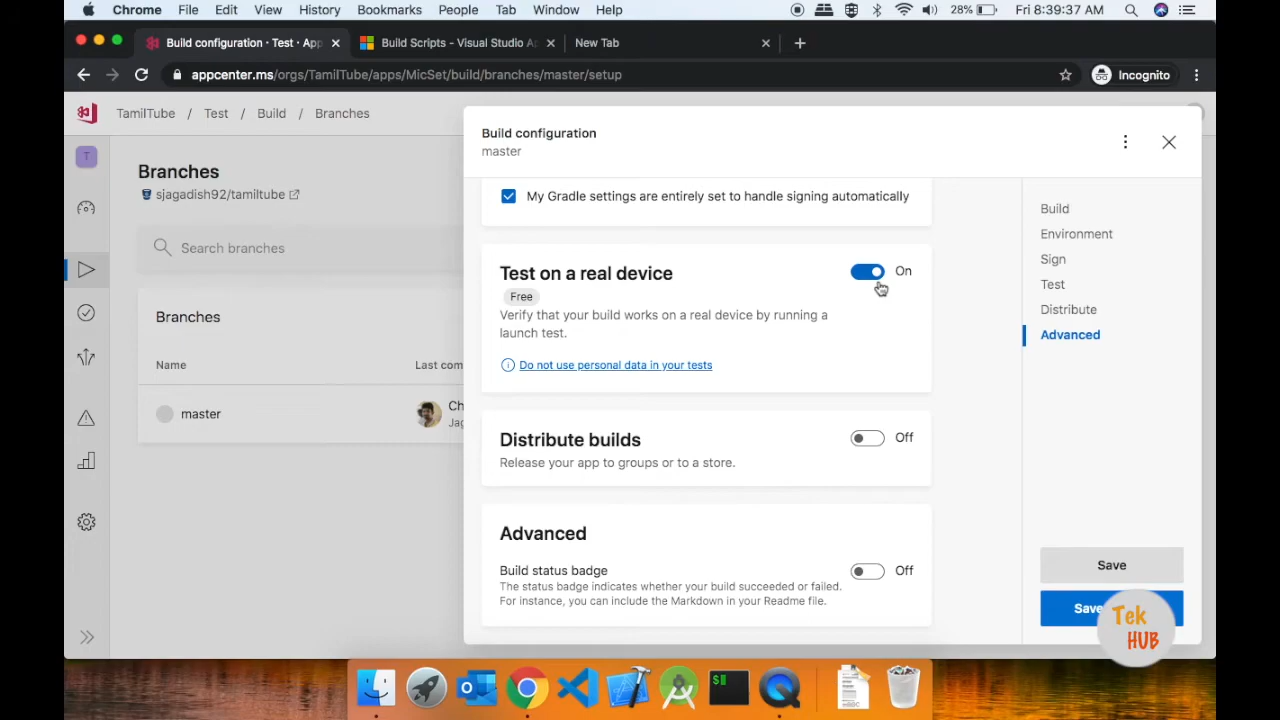 Chrome File Edit View History Bookmarks People Tab Window Help 28% Fri 8:39:37 AM
Build configuration · Test · App
Build Scripts - Visual Studio A
New Tab
appcenter.ms/orgs/TamilTube/apps/MicSet/build/branches/master/setup
Incognito
TamilTube / Test / Build / Branches
T
Branches
sjagadish92/tamiltube
Search branches
Branches
Name Last com
master
Ch
Jag
Build configuration
master
My Gradle settings are entirely set to handle signing automatically
Test on a real device
On
Free
Verify that your build works on a real device by running a
launch test.
Do not use personal data in your tests
Distribute builds
Off
Release your app to groups or to a store.
Advanced
Build status badge
Off
The status badge indicates whether your build succeeded or failed.
For instance, you can include the Markdown in your Readme file.
Build
Environment
Sign
Test
Distribute
Advanced
Save
Save
Tek
HUB